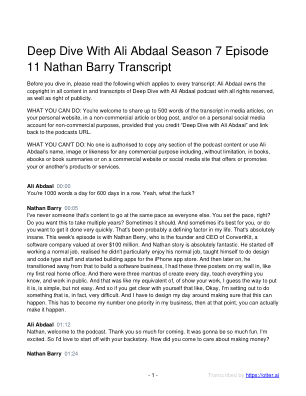 Deep Dive With Ali Abdaal Season 7 Episode
11 Nathan Barry Transcript
Before you dive in, please read the following which applies to every transcript: Ali Abdaal owns the
copyright in all content in and transcripts of Deep Dive with Ali Abdaal podcast with all rights reserved,
as well as right of publicity.
WHAT YOU CAN DO: You're welcome to share up to 500 words of the transcript in media articles, on
your personal website, in a non-commercial article or blog post, and/or on a personal social media
account for non-commercial purposes, provided that you credit "Deep Dive with Ali Abdaal" and link
back to the podcasts URL.
WHAT YOU CAN'T DO: No one is authorised to copy any section of the podcast content or use Ali
Abdaal's name, image or likeness for any commercial purpose including, without limitation, in books,
ebooks or book summaries or on a commercial website or social media site that offers or promotes
your or another's products or services.
Ali Abdaal 00:00
You're 1000 words a day for 600 days in a row. Yeah, what the fuck?
Nathan Barry 00:05
I've never someone that's content to go at the same pace as everyone else. You set the pace, right?
Do you want this to take multiple years? Sometimes it should. And sometimes it's best for you, or do
you want to get it done very quickly. That's been probably a defining factor in my life. That's absolutely
insane. This week's episode is with Nathan Barry, who is the founder and CEO of ConvertKit, a
software company valued at over $100 million. And Nathan story is absolutely fantastic. He started off
working a normal job, realised he didn't particularly enjoy his normal job, taught himself to do design
and code type stuff and started building apps for the iPhone app store. And then later on, he
transitioned away from that to build a software business, I had these three posters on my wall in, like
my first real home office. And there were three mantras of create every day, teach everything you
know, and work in public. And that was like my equivalent of, of show your work, I guess the way to put
it is, is simple, but not easy. And so if you get clear with yourself that like, Okay, I'm setting out to do
something that is, in fact, very difficult. And I have to design my day around making sure that this can
happen. This has to become my number one priority in my business, then at that point, you can actually
make it happen.
Ali Abdaal 01:12
Nathan, welcome to the podcast. Thank you so much for coming. It was gonna be so much fun, I'm
excited. So I'd love to start off with your backstory. How did you come to care about making money?
Nathan Barry 01:24
- 1 -
Transcribed by https://otter.ai